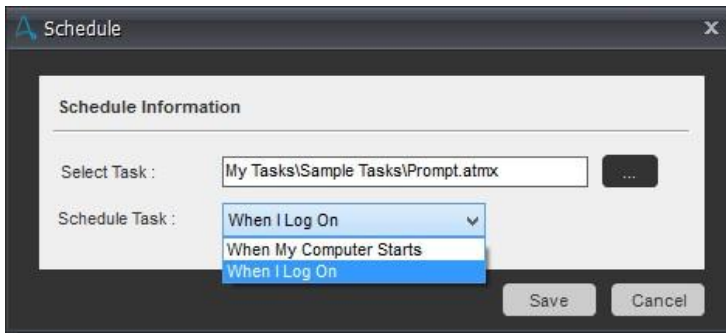 Schedule
x
Schedule Information
Select Task : My Tasks\Sample Tasks\Prompt.atmx ...
Schedule Task : When I Log On
When My Computer Starts
When I Log On
Save Cancel